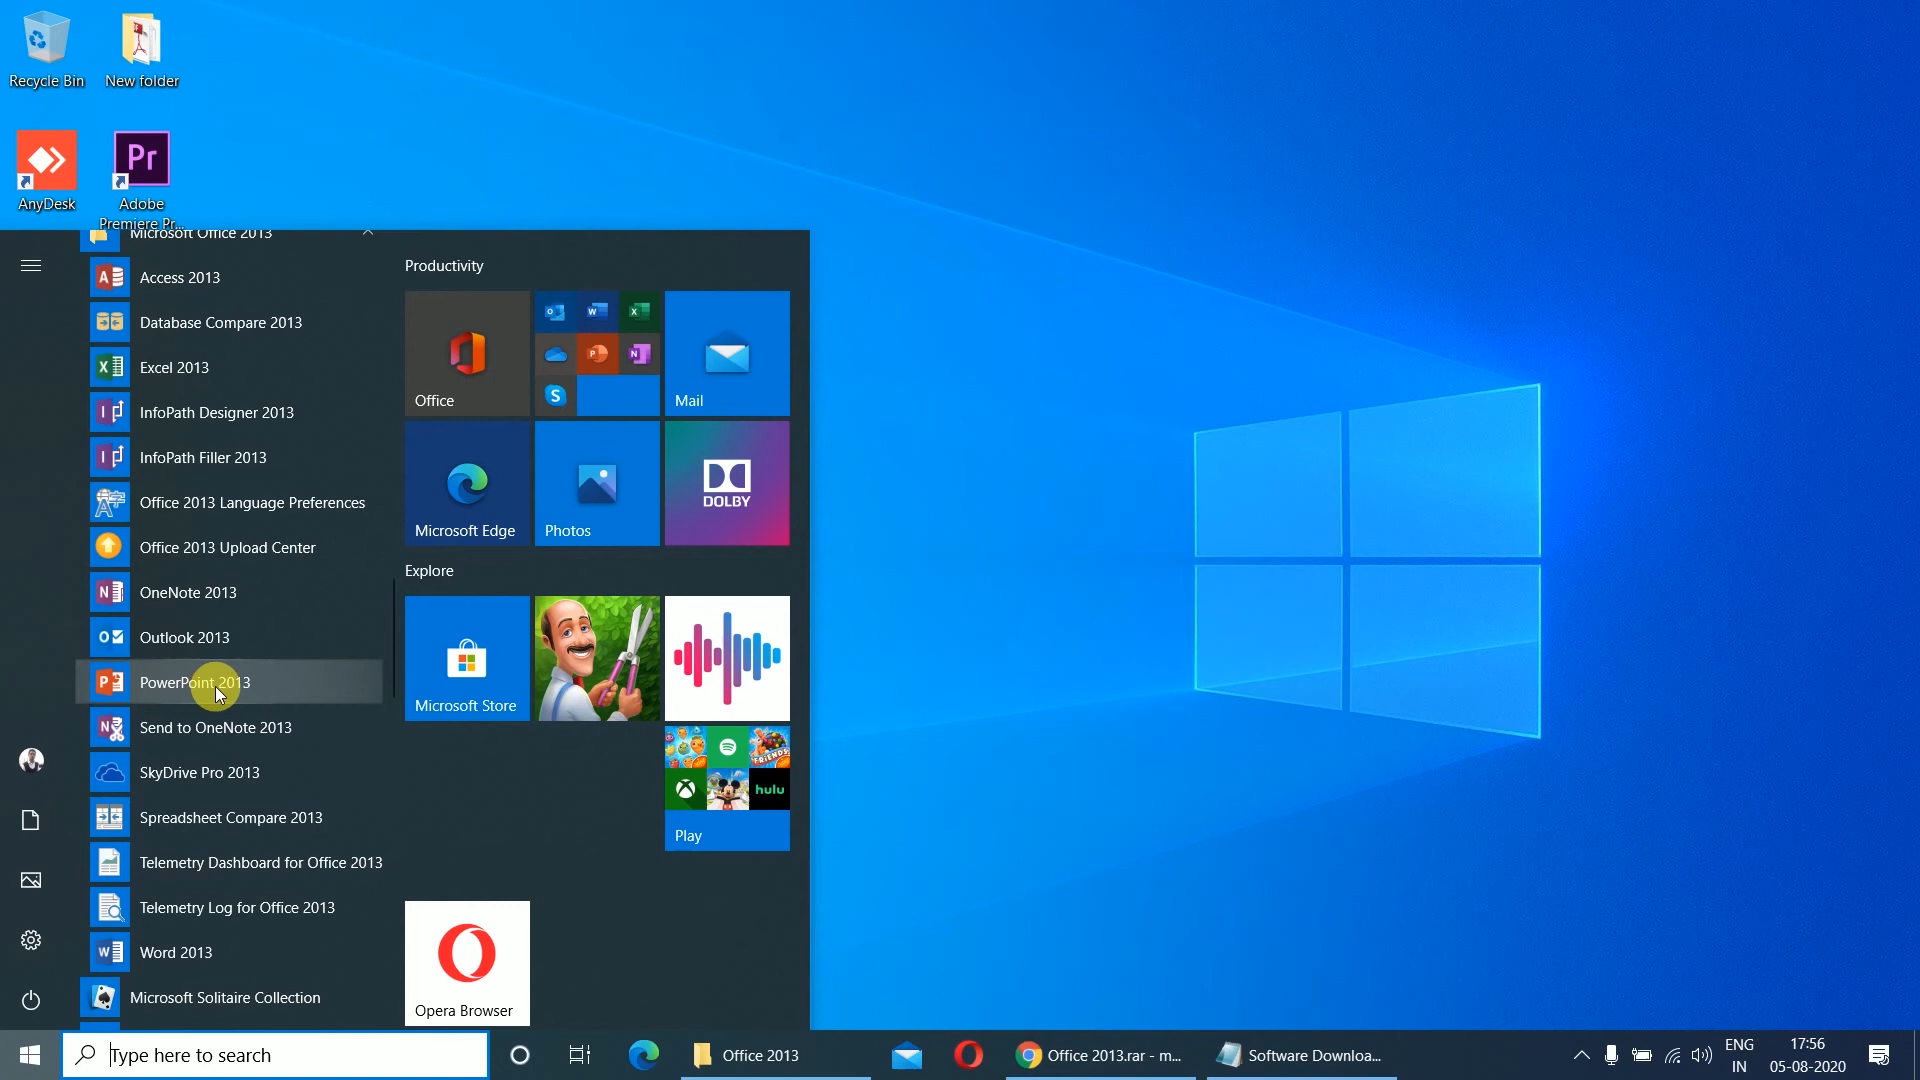 Recycle Bin
New folder
AnyDesk
Pr
Adobe
Premiere Pr...
Microsoft Office 2013
Access 2013
Database Compare 2013
Excel 2013
InfoPath Designer 2013
InfoPath Filler 2013
Office 2013 Language Preferences
Office 2013 Upload Center
OneNote 2013
Outlook 2013
PowerPoint 2013
Send to OneNote 2013
SkyDrive Pro 2013
Spreadsheet Compare 2013
Telemetry Dashboard for Office 2013
Telemetry Log for Office 2013
Word 2013
Microsoft Solitaire Collection
Productivity
Office
Mail
Microsoft Edge
Photos
DOLBY
Explore
Microsoft Store
FRIENDS
hulu
Play
Opera Browser
Type here to search
Office 2013
Office 2013.rar - m...
Software Downloa...
ENG
IN
17:56
05-08-2020